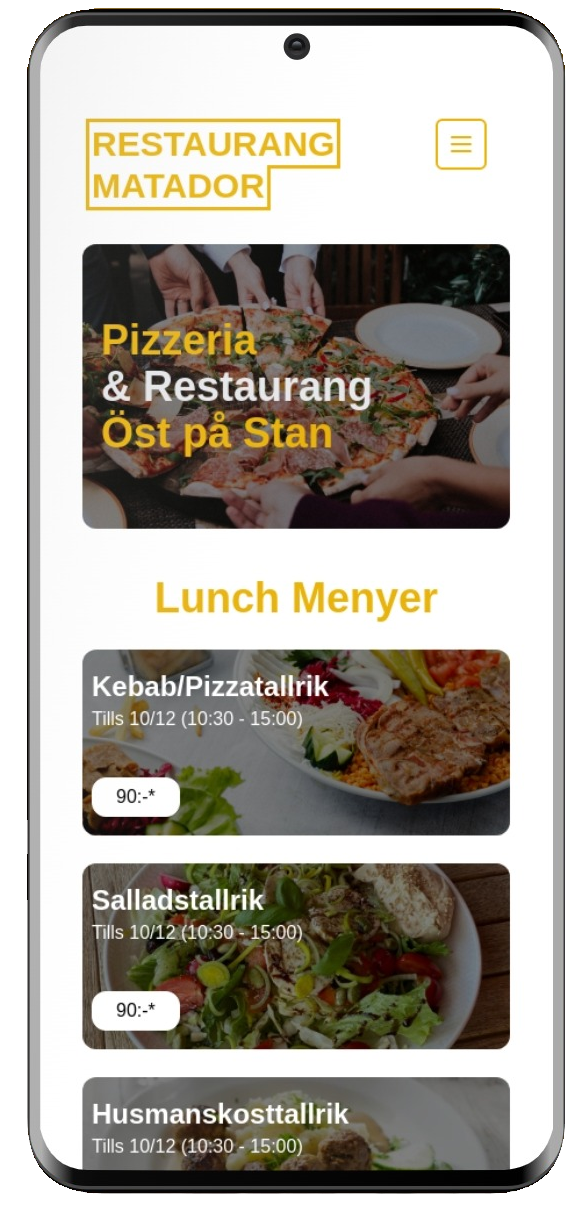 RESTAURANG
MATADOR
Pizzeria
& Restaurang
Öst på Stan
Lunch Menyer
Kebab/Pizzatallrik
Tills 10/12 (10:30 - 15:00)
90:-*
Salladstallrik
Tills 10/12 (10:30 - 15:00)
90:-*
Husmanskosttallrik
Tills 10/12 (10:30 - 15:00)